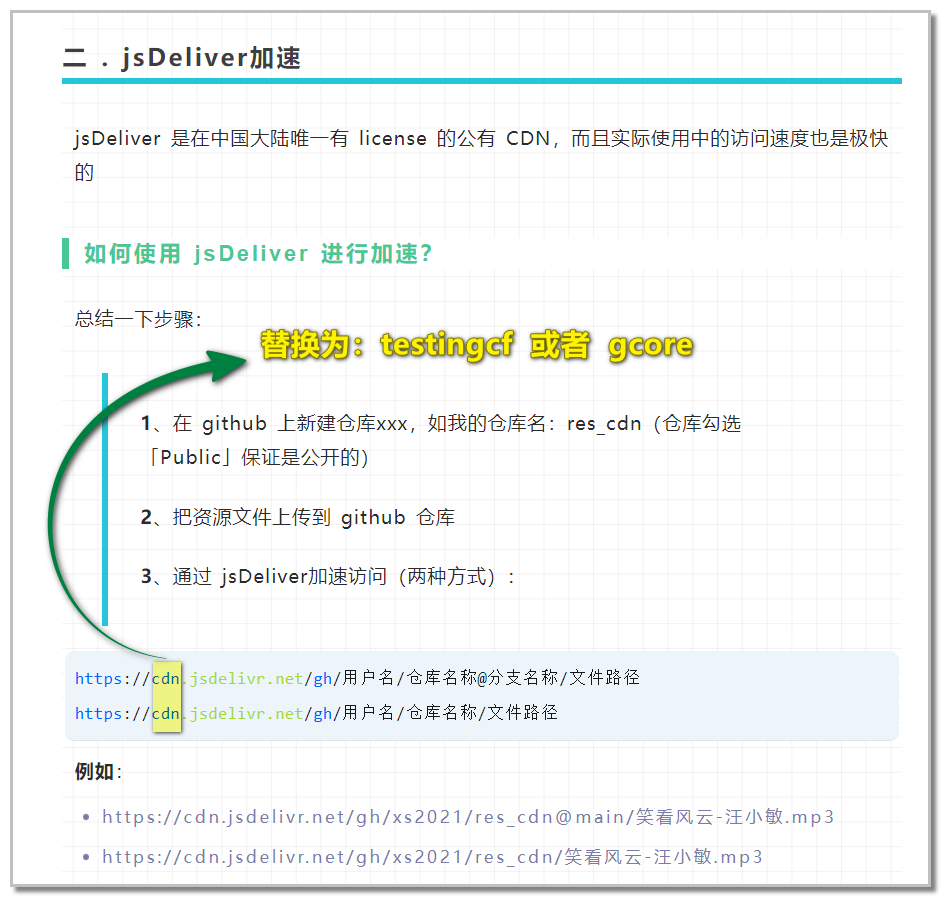 二 . jsDeliver加速
jsDeliver 是在中国大陆唯一有 license 的公有 CDN，而且实际使用中的访问速度也是极快
的
如何使用 jsDeliver 进行加速？
总结一下步骤：
替换为：testingcf 或者 gcore
1、在 github 上新建仓库xxx，如我的仓库名：res_cdn（仓库勾选
「Public」保证是公开的）
2、把资源文件上传到 github 仓库
3、通过 jsDeliver加速访问（两种方式）：
https://cdn.jsdelivr.net/gh/用户名/仓库名称@分支名称/文件路径
https://cdn.jsdelivr.net/gh/用户名/仓库名称/文件路径
例如：
• https://cdn.jsdelivr.net/gh/xs2021/res_cdn@main/笑看风云-汪小敏.mp3
• https://cdn.jsdelivr.net/gh/xs2021/res_cdn/笑看风云-汪小敏.mp3